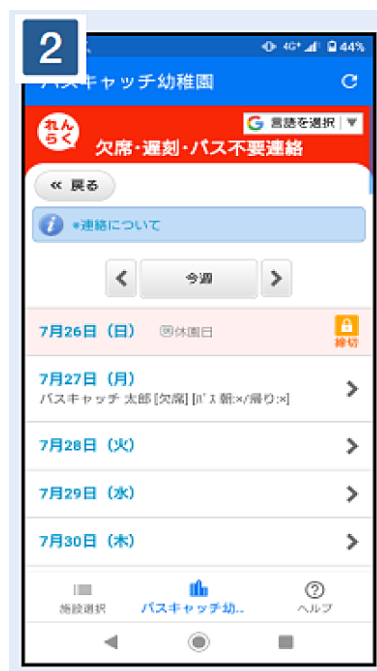 2
4G+ 44%
バスキャッチ幼稚園
れんらく
G 言語を選択 ▼
欠席・遅刻・バス不要連絡
≪ 戻る
i *連絡について
今週
7月26日（日） 休園日
締切
7月27日（月）
バスキャッチ 太郎 [欠席] [ﾊﾞｽ 朝:×/帰り:×]
7月28日（火）
7月29日（水）
7月30日（木）
施設選択 バスキャッチ幼.. ヘルプ